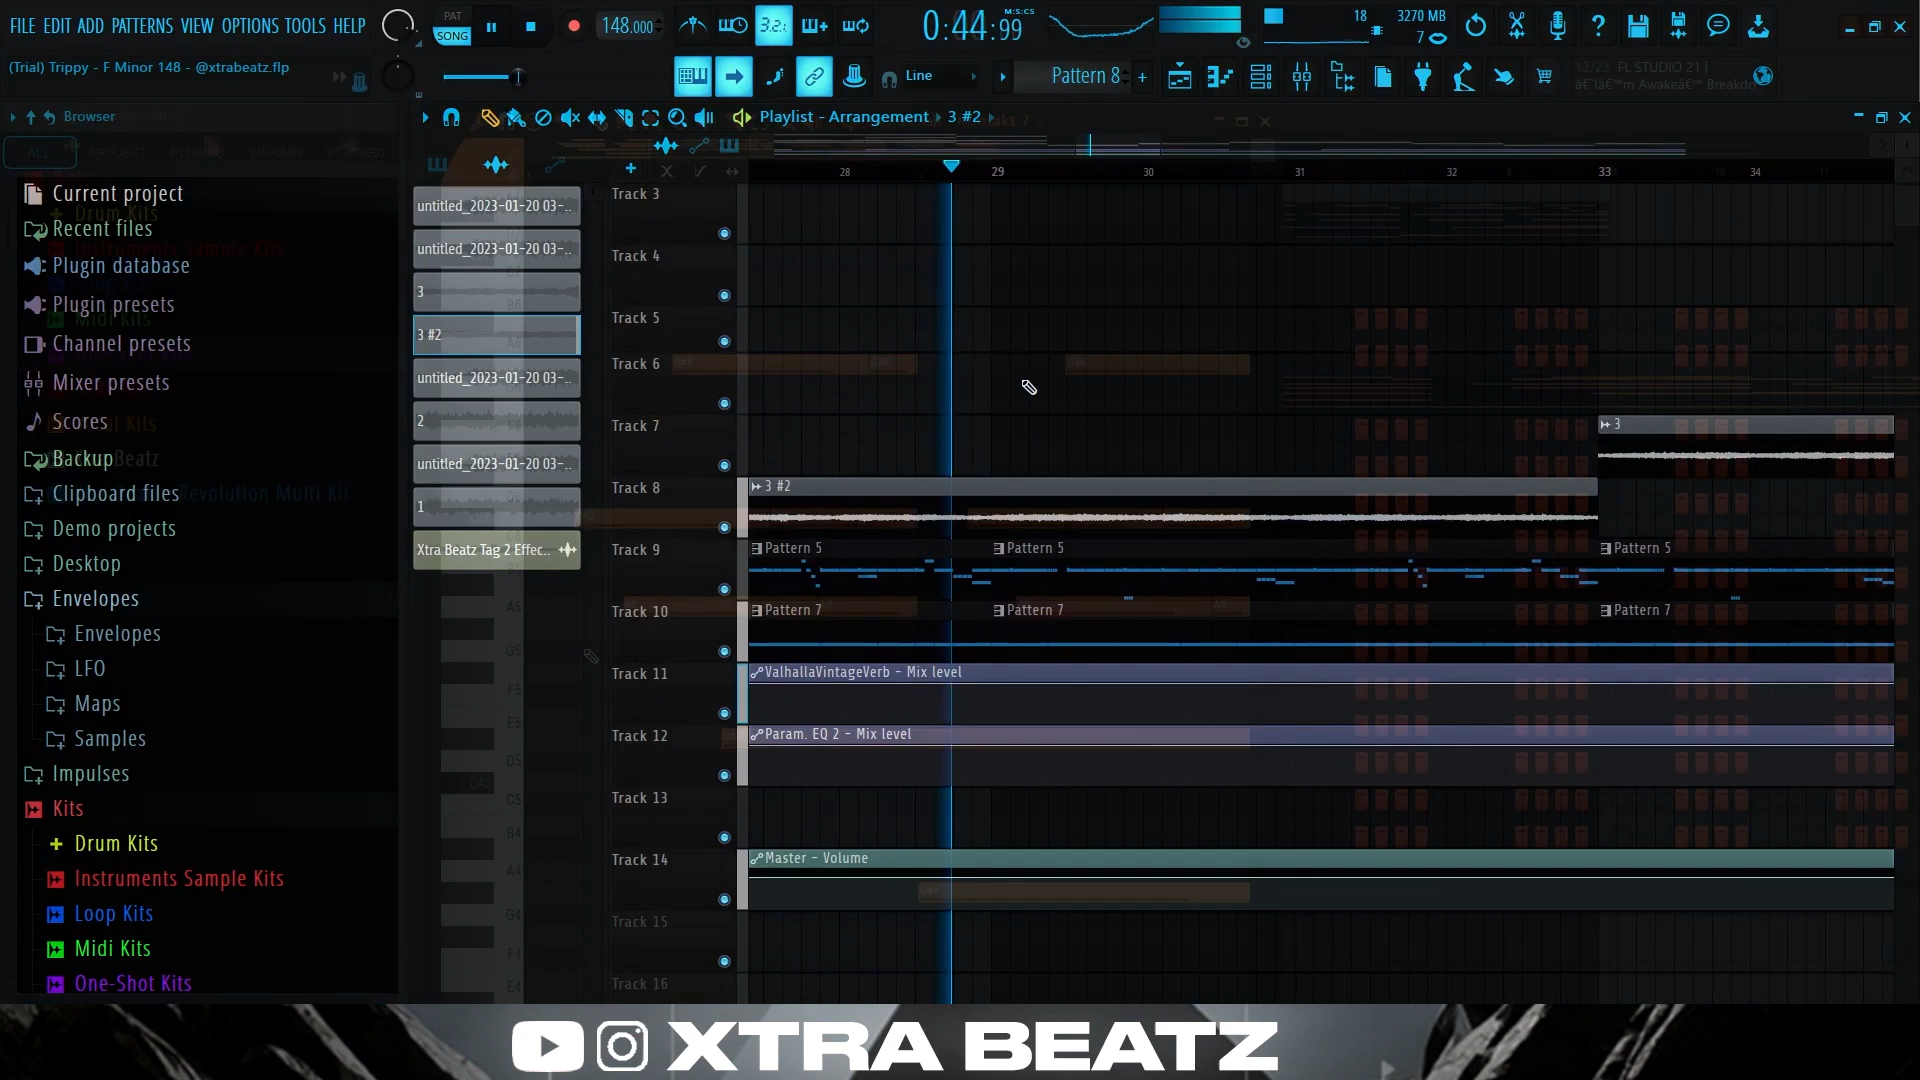 FILE EDIT ADD PATTERNS VIEW OPTIONS TOOLS HELP
PAT
SONG
148.000
3.2.
0:44:99
M:S:CS
18
3270 MB
7
(Trial) Trippy - F Minor 148 - @xtrabeatz.flp
Line
Pattern 8
12/23 FL STUDIO 21 |
Browser
Playlist - Arrangement
3 #2
ALL
28 29 30 31 32 33 34
Current project
Recent files
Plugin database
Plugin presets
Channel presets
Mixer presets
Scores
Backup
Clipboard files
Demo projects
Desktop
Envelopes
Envelopes
LFO
Maps
Samples
Impulses
Kits
Drum Kits
Instruments Sample Kits
Loop Kits
Midi Kits
One-Shot Kits
untitled_2023-01-20 03-..
untitled_2023-01-20 03-..
3
3 #2
untitled_2023-01-20 03-..
2
untitled_2023-01-20 03-..
1
Xtra Beatz Tag 2 Effec..
Track 3
Track 4
Track 5
Track 6
Track 7
3
Track 8
3 #2
Track 9
Pattern 5
Pattern 5
Pattern 5
Track 10
Pattern 7
Pattern 7
Pattern 7
Track 11
ValhallaVintageVerb - Mix level
Track 12
Param. EQ 2 - Mix level
Track 13
Track 14
Master - Volume
Track 15
Track 16
XTRA BEATZ